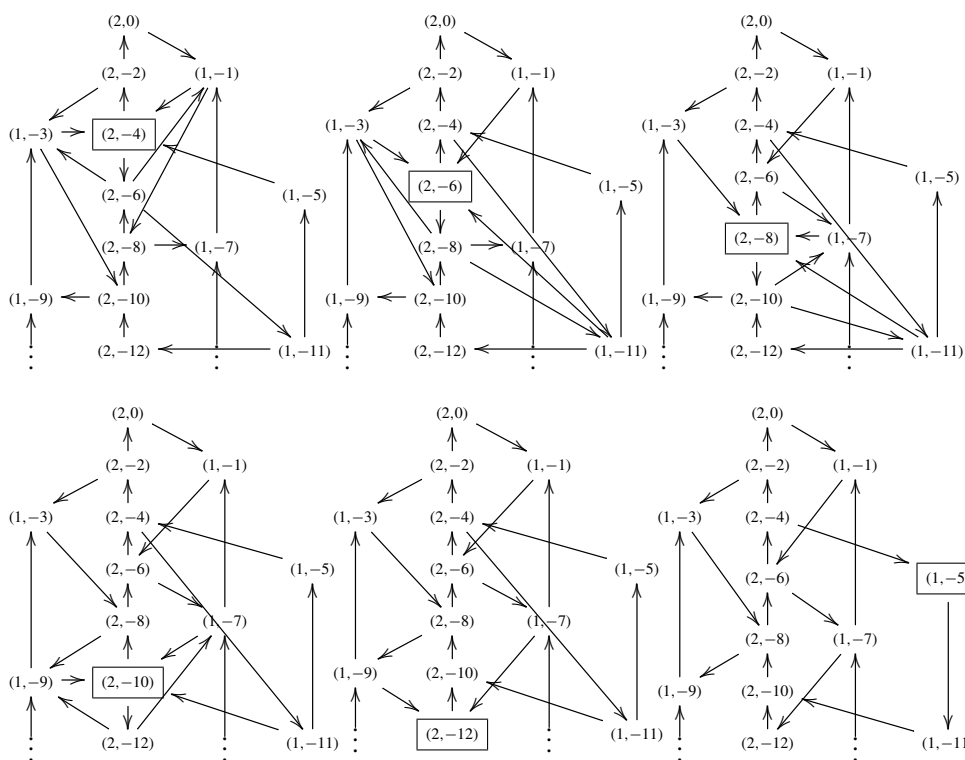 (2,0) (2,0) (2,0)
(2,−2) (1,−1) (2,−2) (1,−1) (2,−2) (1,−1)
(1,−3) (2,−4) (1,−3) (2,−4) (1,−3) (2,−4)
(2,−6) (1,−5) (2,−6) (1,−5) (2,−6) (1,−5)
(2,−8) (1,−7) (2,−8) (1,−7) (2,−8) (1,−7)
(1,−9) (2,−10) (1,−9) (2,−10) (1,−9) (2,−10)
(2,−12) (1,−11) (2,−12) (1,−11) (2,−12) (1,−11)
(2,0) (2,0) (2,0)
(2,−2) (1,−1) (2,−2) (1,−1) (2,−2) (1,−1)
(1,−3) (2,−4) (1,−3) (2,−4) (1,−3) (2,−4)
(2,−6) (1,−5) (2,−6) (1,−5) (2,−6) (1,−5
(2,−8) (1,−7) (2,−8) (1,−7) (2,−8) (1,−7)
(1,−9) (2,−10) (1,−9) (2,−10) (1,−9) (2,−10)
(2,−12) (1,−11) (2,−12) (1,−11) (2,−12) (1,−11